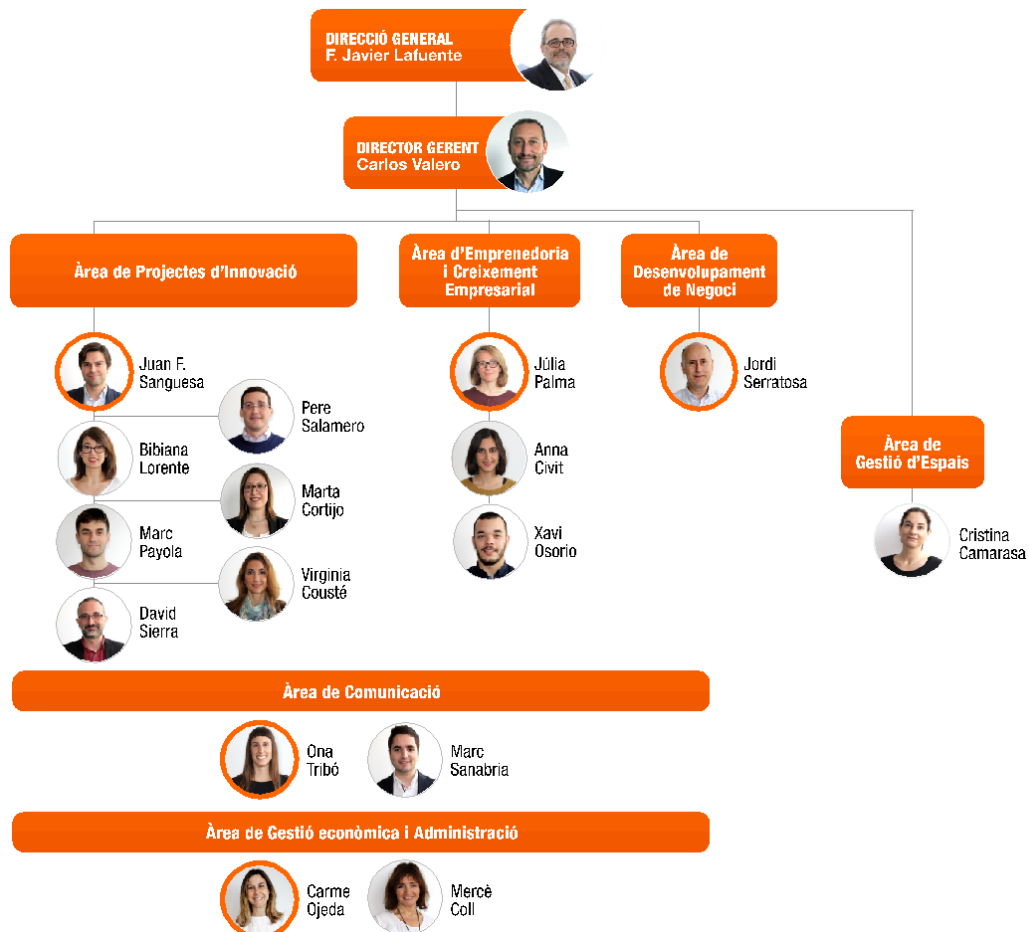 DIRECCIÓ GENERAL
F. Javier Lafuente
DIRECTOR GERENT
Carlos Valero
Àrea de Projectes d'Innovació
Àrea d'Emprenedoria
i Creixement
Empresarial
Àrea de
Desenvolupament
de Negoci
Juan F.
Sanguesa
Pere
Salamero
Bibiana
Lorente
Marta
Cortijo
Marc
Payola
Virginia
Cousté
David
Sierra
Júlia
Palma
Anna
Civit
Xavi
Osorio
Jordi
Serratosa
Àrea de
Gestió d'Espais
Cristina
Camarasa
Àrea de Comunicació
Ona
Tribó
Marc
Sanabria
Àrea de Gestió econòmica i Administració
Carme
Ojeda
Mercè
Coll